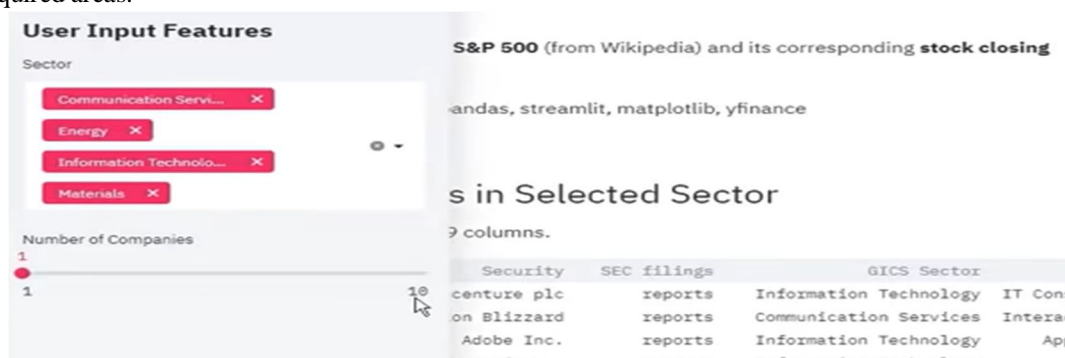 quired areas.
User Input Features
Sector
Communication Servi...
Energy
Information Technolo...
Materials
Number of Companies
1
1 10
S&P 500 (from Wikipedia) and its corresponding stock closing
andas, streamlit, matplotlib, yfinance
s in Selected Sector
9 columns.
Security SEC filings GICS Sector
centure plc reports Information Technology IT Con
on Blizzard reports Communication Services Intera
Adobe Inc. reports Information Technology Ap